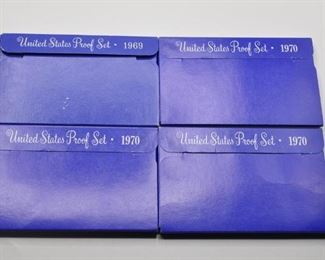 United States Proof Set • 1969
United States Proof Set • 1970
United States Proof Set • 1970
United States Proof Set • 1970